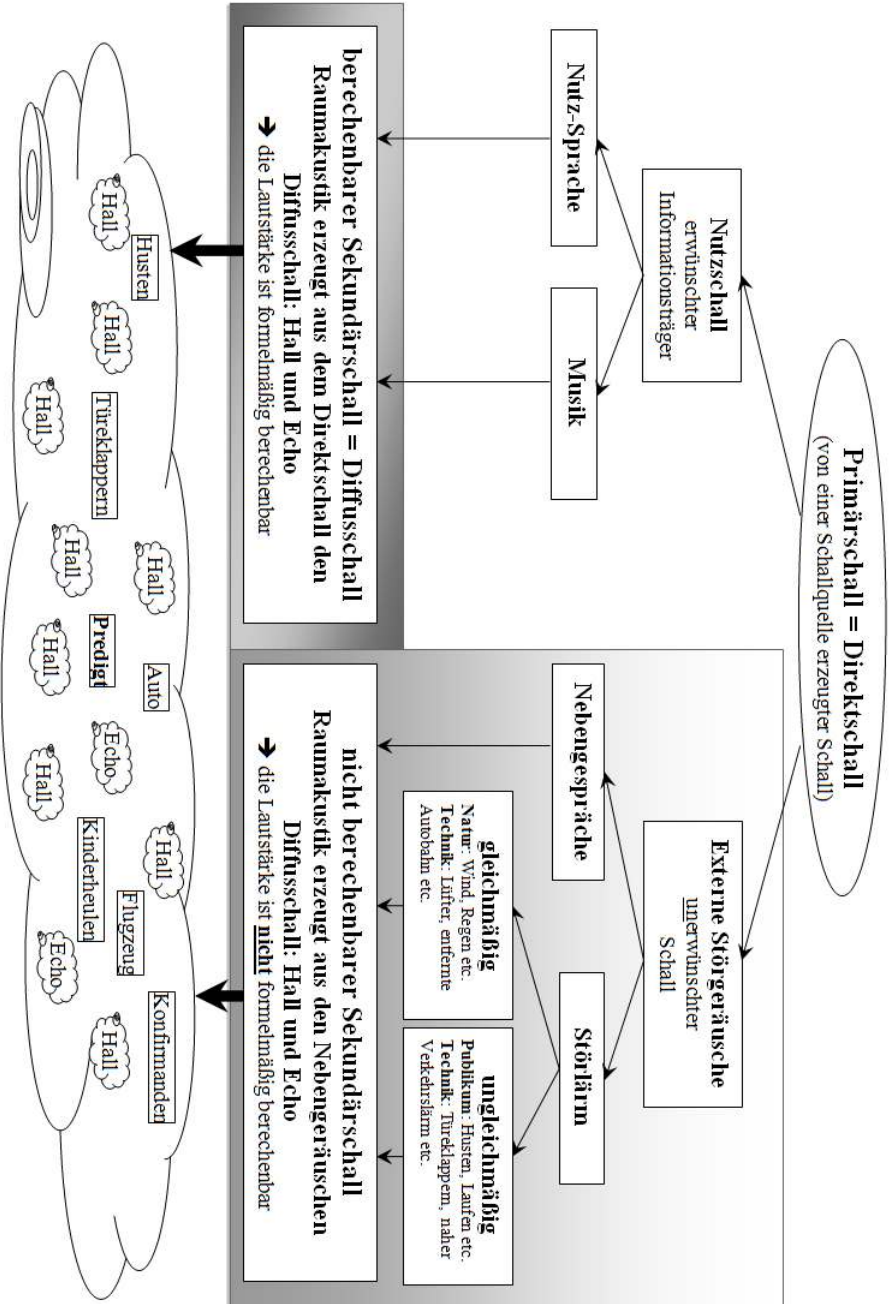 Primärschall = Direktschall
(von einer Schallquelle erzeugter Schall)
Nutzschall
erwünschter
Informationsträger
Externe Störgeräusche
unerwünschter
Schall
Nutz-Sprache
Musik
Nebengespräche
Störlärm
gleichmäßig
Natur: Wind, Regen etc.
Technik: Lüfter, entfernte
Autobahn etc.
ungleichmäßig
Publikum: Husten, Laufen etc.
Technik: Türeklappern, naher
Verkehrslärm etc.
berechenbarer Sekundärschall = Diffusschall
Raumakustik erzeugt aus dem Direktschall den
Diffusschall: Hall und Echo
➔ die Lautstärke ist formelmäßig berechenbar
nicht berechenbarer Sekundärschall
Raumakustik erzeugt aus den Nebengeräuschen
Diffusschall: Hall und Echo
➔ die Lautstärke ist nicht formelmäßig berechenbar
Husten
Hall
Hall
Türeklappern
Hall
Hall
Hall
Auto
Predigt
Hall
Echo
Hall
Hall
Kinderheulen
Flugzeug
Echo
Konfirmanden
Hall